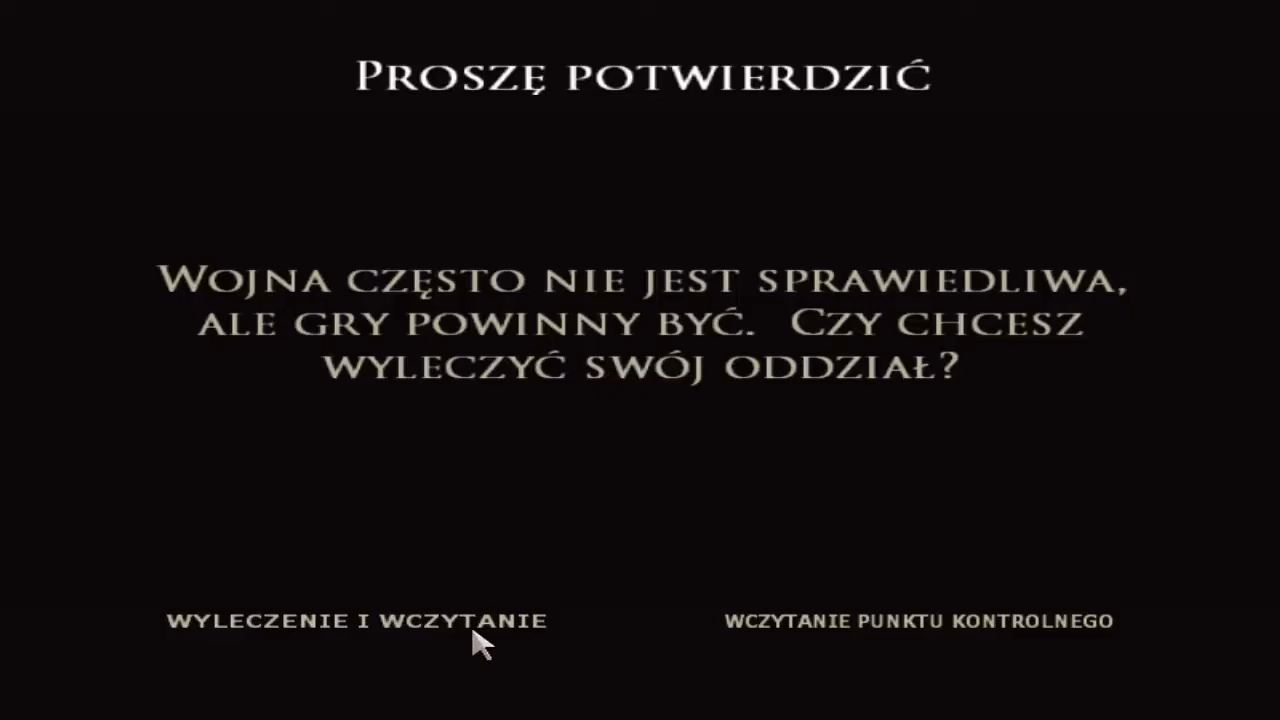 Proszę potwierdzić
Wojna często nie jest sprawiedliwa,
ale gry powinny być. Czy chcesz
wyleczyć swój oddział?
WYLECZENIE I WCZYTANIE
WCZYTANIE PUNKTU KONTROLNEGO